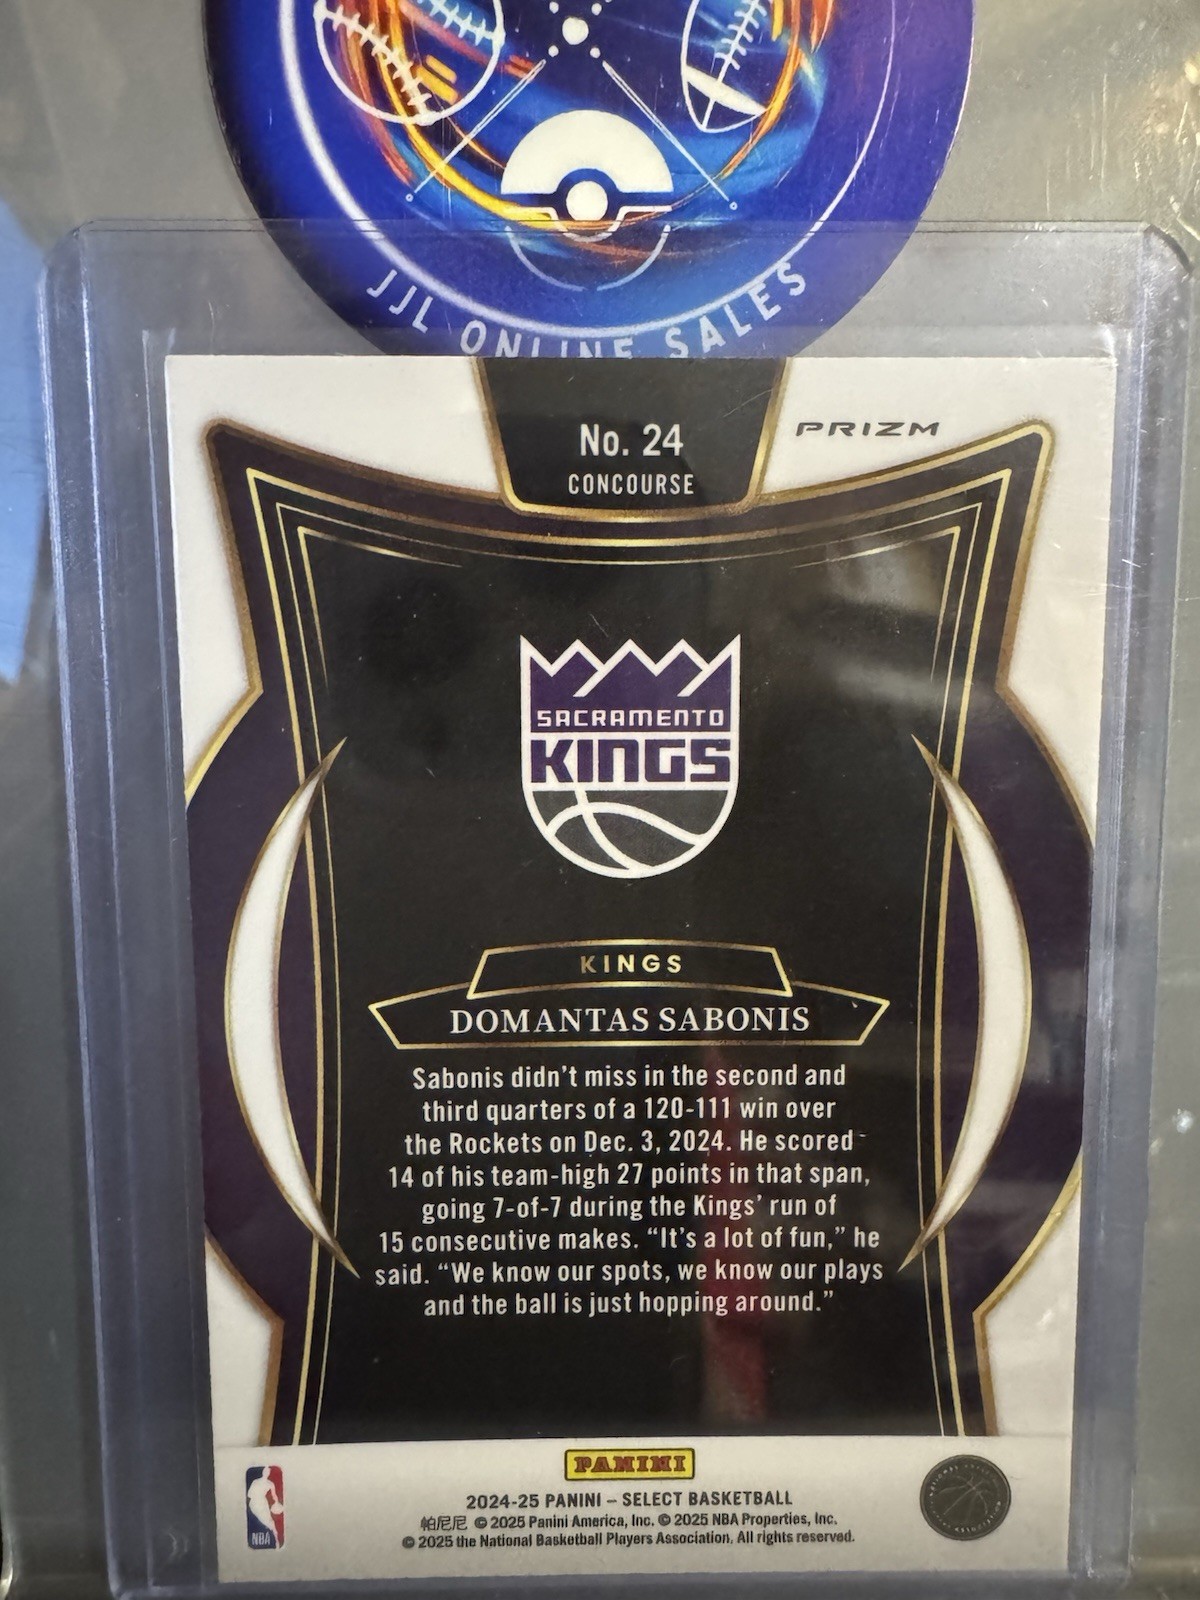 JJL ONLINE SALES
No. 24
PRIZM
CONCOURSE
SACRAMENTO
KINGS
KINGS
DOMANTAS SABONIS
Sabonis didn't miss in the second and
third quarters of a 120-111 win over
the Rockets on Dec. 3, 2024. He scored
14 of his team-high 27 points in that span,
going 7-of-7 during the Kings' run of
15 consecutive makes. “It's a lot of fun,” he
said. “We know our spots, we know our plays
and the ball is just hopping around.”
PANINI
2024-25 PANINI – SELECT BASKETBALL
帕尼尼 © 2025 Panini America, Inc. © 2025 NBA Properties, Inc.
© 2025 the National Basketball Players Association. All rights reserved.
NBA